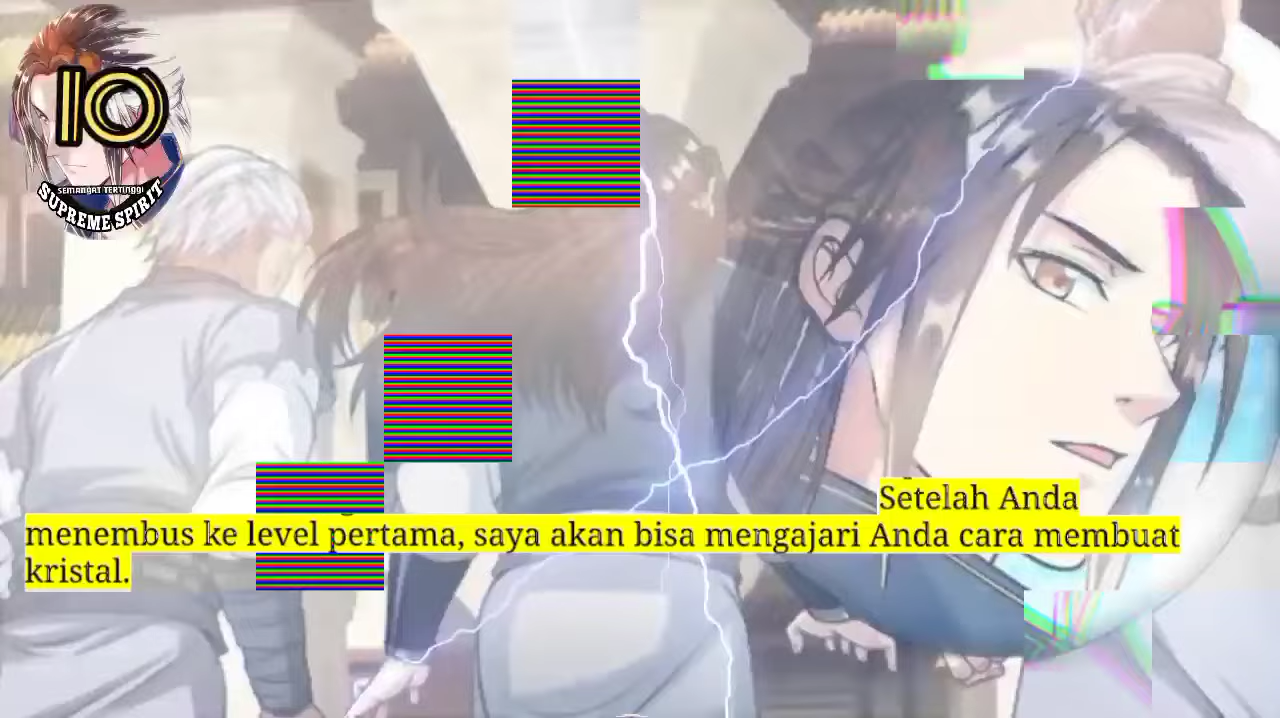 10
SEMANGAT TERTINGGI
SUPREME SPIRIT
Setelah Anda
menembus ke level pertama, saya akan bisa mengajari Anda cara membuat
kristal.